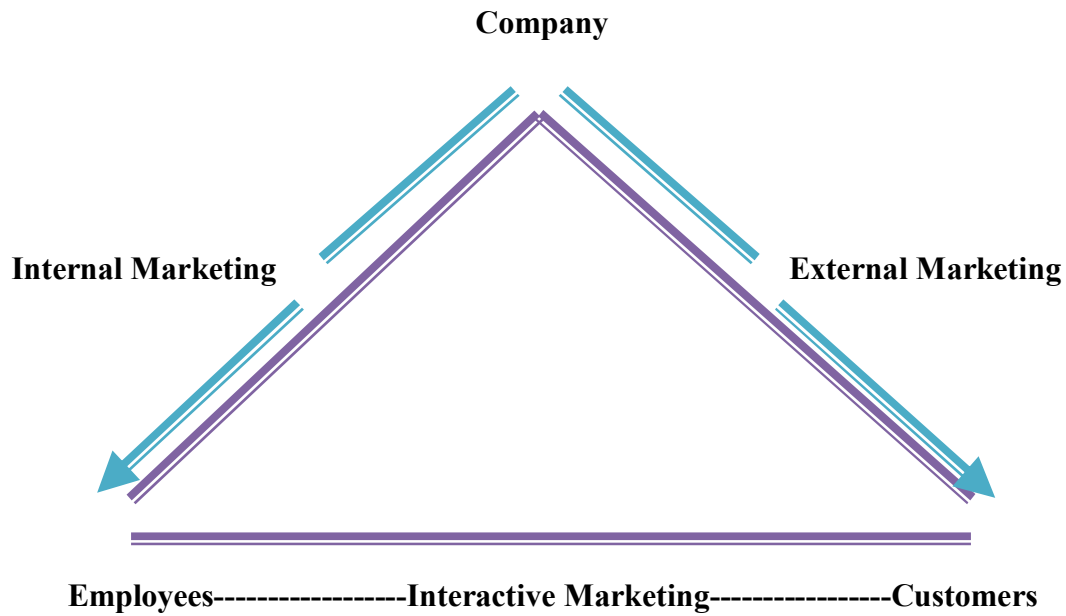 Company
Internal Marketing
External Marketing
Employees------------------Interactive Marketing----------------Customers